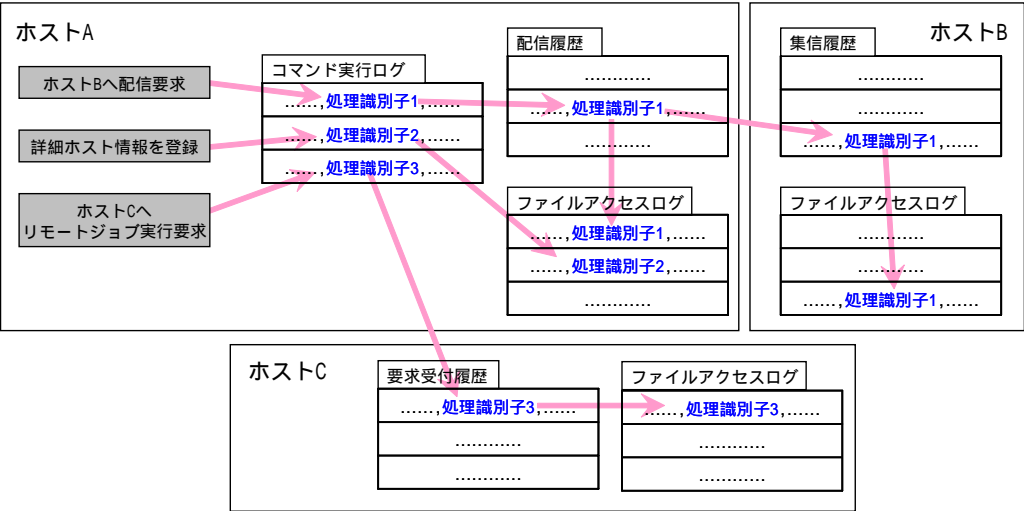 ホストA
ホストBへ配信要求
詳細ホスト情報を登録
ホストCへ
リモートジョブ実行要求
コマンド実行ログ
......,処理識別子1,......
......,処理識別子2,......
......,処理識別子3,......
配信履歴
............
......,処理識別子1,......
............
ファイルアクセスログ
......,処理識別子1,......
......,処理識別子2,......
............
ホストB
集信履歴
............
............
......,処理識別子1,......
ファイルアクセスログ
............
............
......,処理識別子1,......
ホストC
要求受付履歴
......,処理識別子3,......
............
............
ファイルアクセスログ
......,処理識別子3,......
............
............